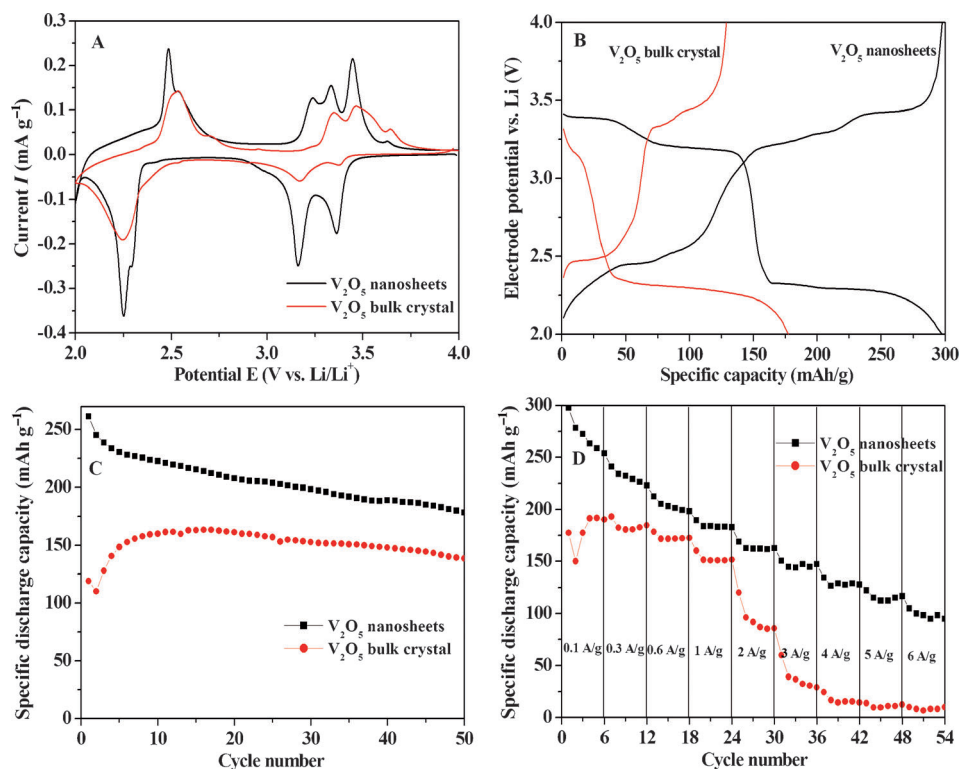 A
Current I (mA g⁻¹)
0.3
0.2
0.1
0.0
-0.1
-0.2
-0.3
-0.4
V₂O₅ nanosheets
V₂O₅ bulk crystal
2.0 2.5 3.0 3.5 4.0
Potential E (V vs. Li/Li⁺)
B
V₂O₅ bulk crystal
V₂O₅ nanosheets
Electrode potential vs. Li (V)
4.0
3.5
3.0
2.5
2.0
0 50 100 150 200 250 300
Specific capacity (mAh/g)
C
Specific discharge capacity (mAh g⁻¹)
250
200
150
100
50
0
V₂O₅ nanosheets
V₂O₅ bulk crystal
0 10 20 30 40 50
Cycle number
D
Specific discharge capacity (mAh g⁻¹)
300
250
200
150
100
50
0
V₂O₅ nanosheets
V₂O₅ bulk crystal
0.1 A/g 0.3 A/g 0.6 A/g 1 A/g 2 A/g 3 A/g 4 A/g 5 A/g 6 A/g
0 6 12 18 24 30 36 42 48 54
Cycle number